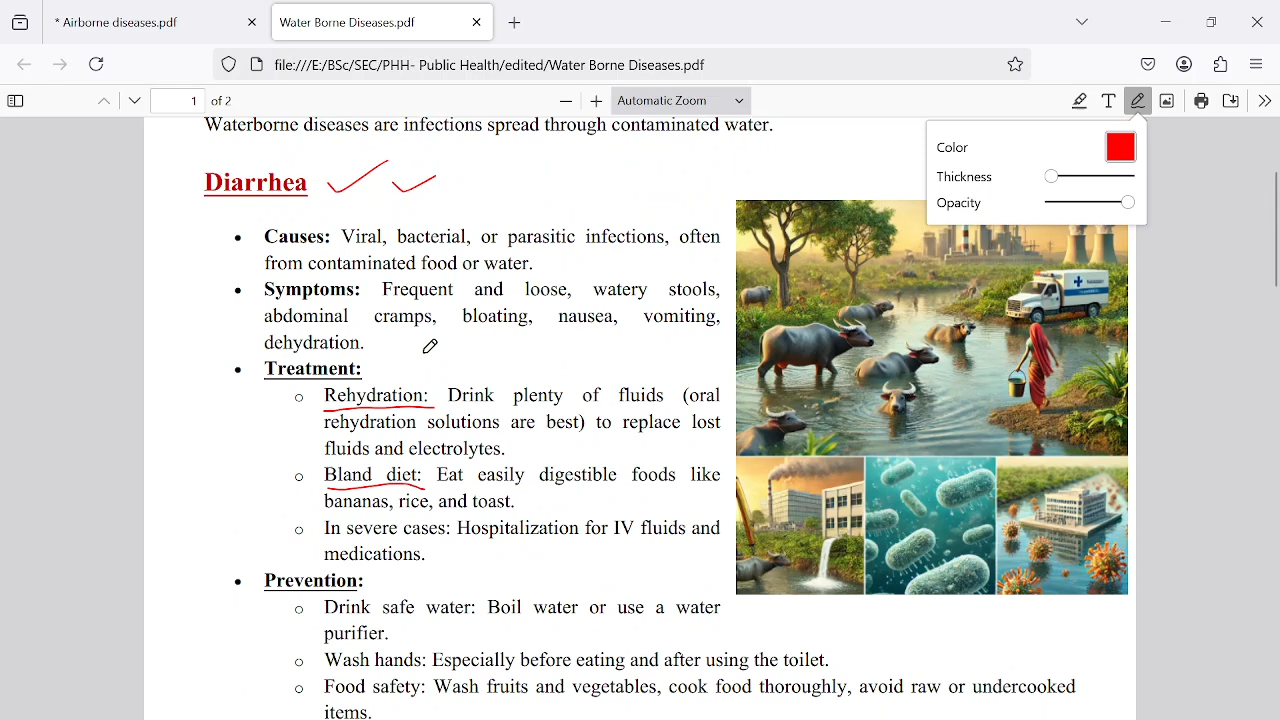 * Airborne diseases.pdf
Water Borne Diseases.pdf
file:///E:/BSc/SEC/PHH- Public Health/edited/Water Borne Diseases.pdf
1 of 2
Automatic Zoom
Color
Thickness
Opacity
Waterborne diseases are infections spread through contaminated water.
Diarrhea
• Causes: Viral, bacterial, or parasitic infections, often
from contaminated food or water.
• Symptoms: Frequent and loose, watery stools,
abdominal cramps, bloating, nausea, vomiting,
dehydration.
• Treatment:
o Rehydration: Drink plenty of fluids (oral
rehydration solutions are best) to replace lost
fluids and electrolytes.
o Bland diet: Eat easily digestible foods like
bananas, rice, and toast.
o In severe cases: Hospitalization for IV fluids and
medications.
• Prevention:
o Drink safe water: Boil water or use a water
purifier.
o Wash hands: Especially before eating and after using the toilet.
o Food safety: Wash fruits and vegetables, cook food thoroughly, avoid raw or undercooked
items.